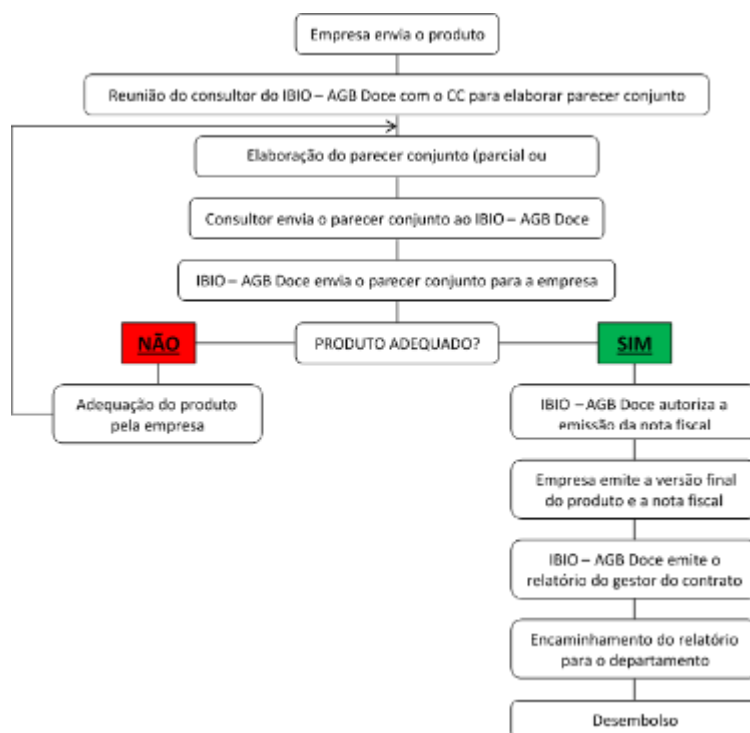 Empresa envia o produto
Reunião do consultor do IBIO – AGB Doce com o CC para elaborar parecer conjunto
Elaboração do parecer conjunto (parcial ou
Consultor envia o parecer conjunto ao IBIO – AGB Doce
IBIO – AGB Doce envia o parecer conjunto para a empresa
NÃO
PRODUTO ADEQUADO?
SIM
Adequação do produto
pela empresa
IBIO – AGB Doce autoriza a
emissão da nota fiscal
Empresa emite a versão final
do produto e a nota fiscal
IBIO – AGB Doce emite o
relatório do gestor do contrato
Encaminhamento do relatório
para o departamento
Desembolso